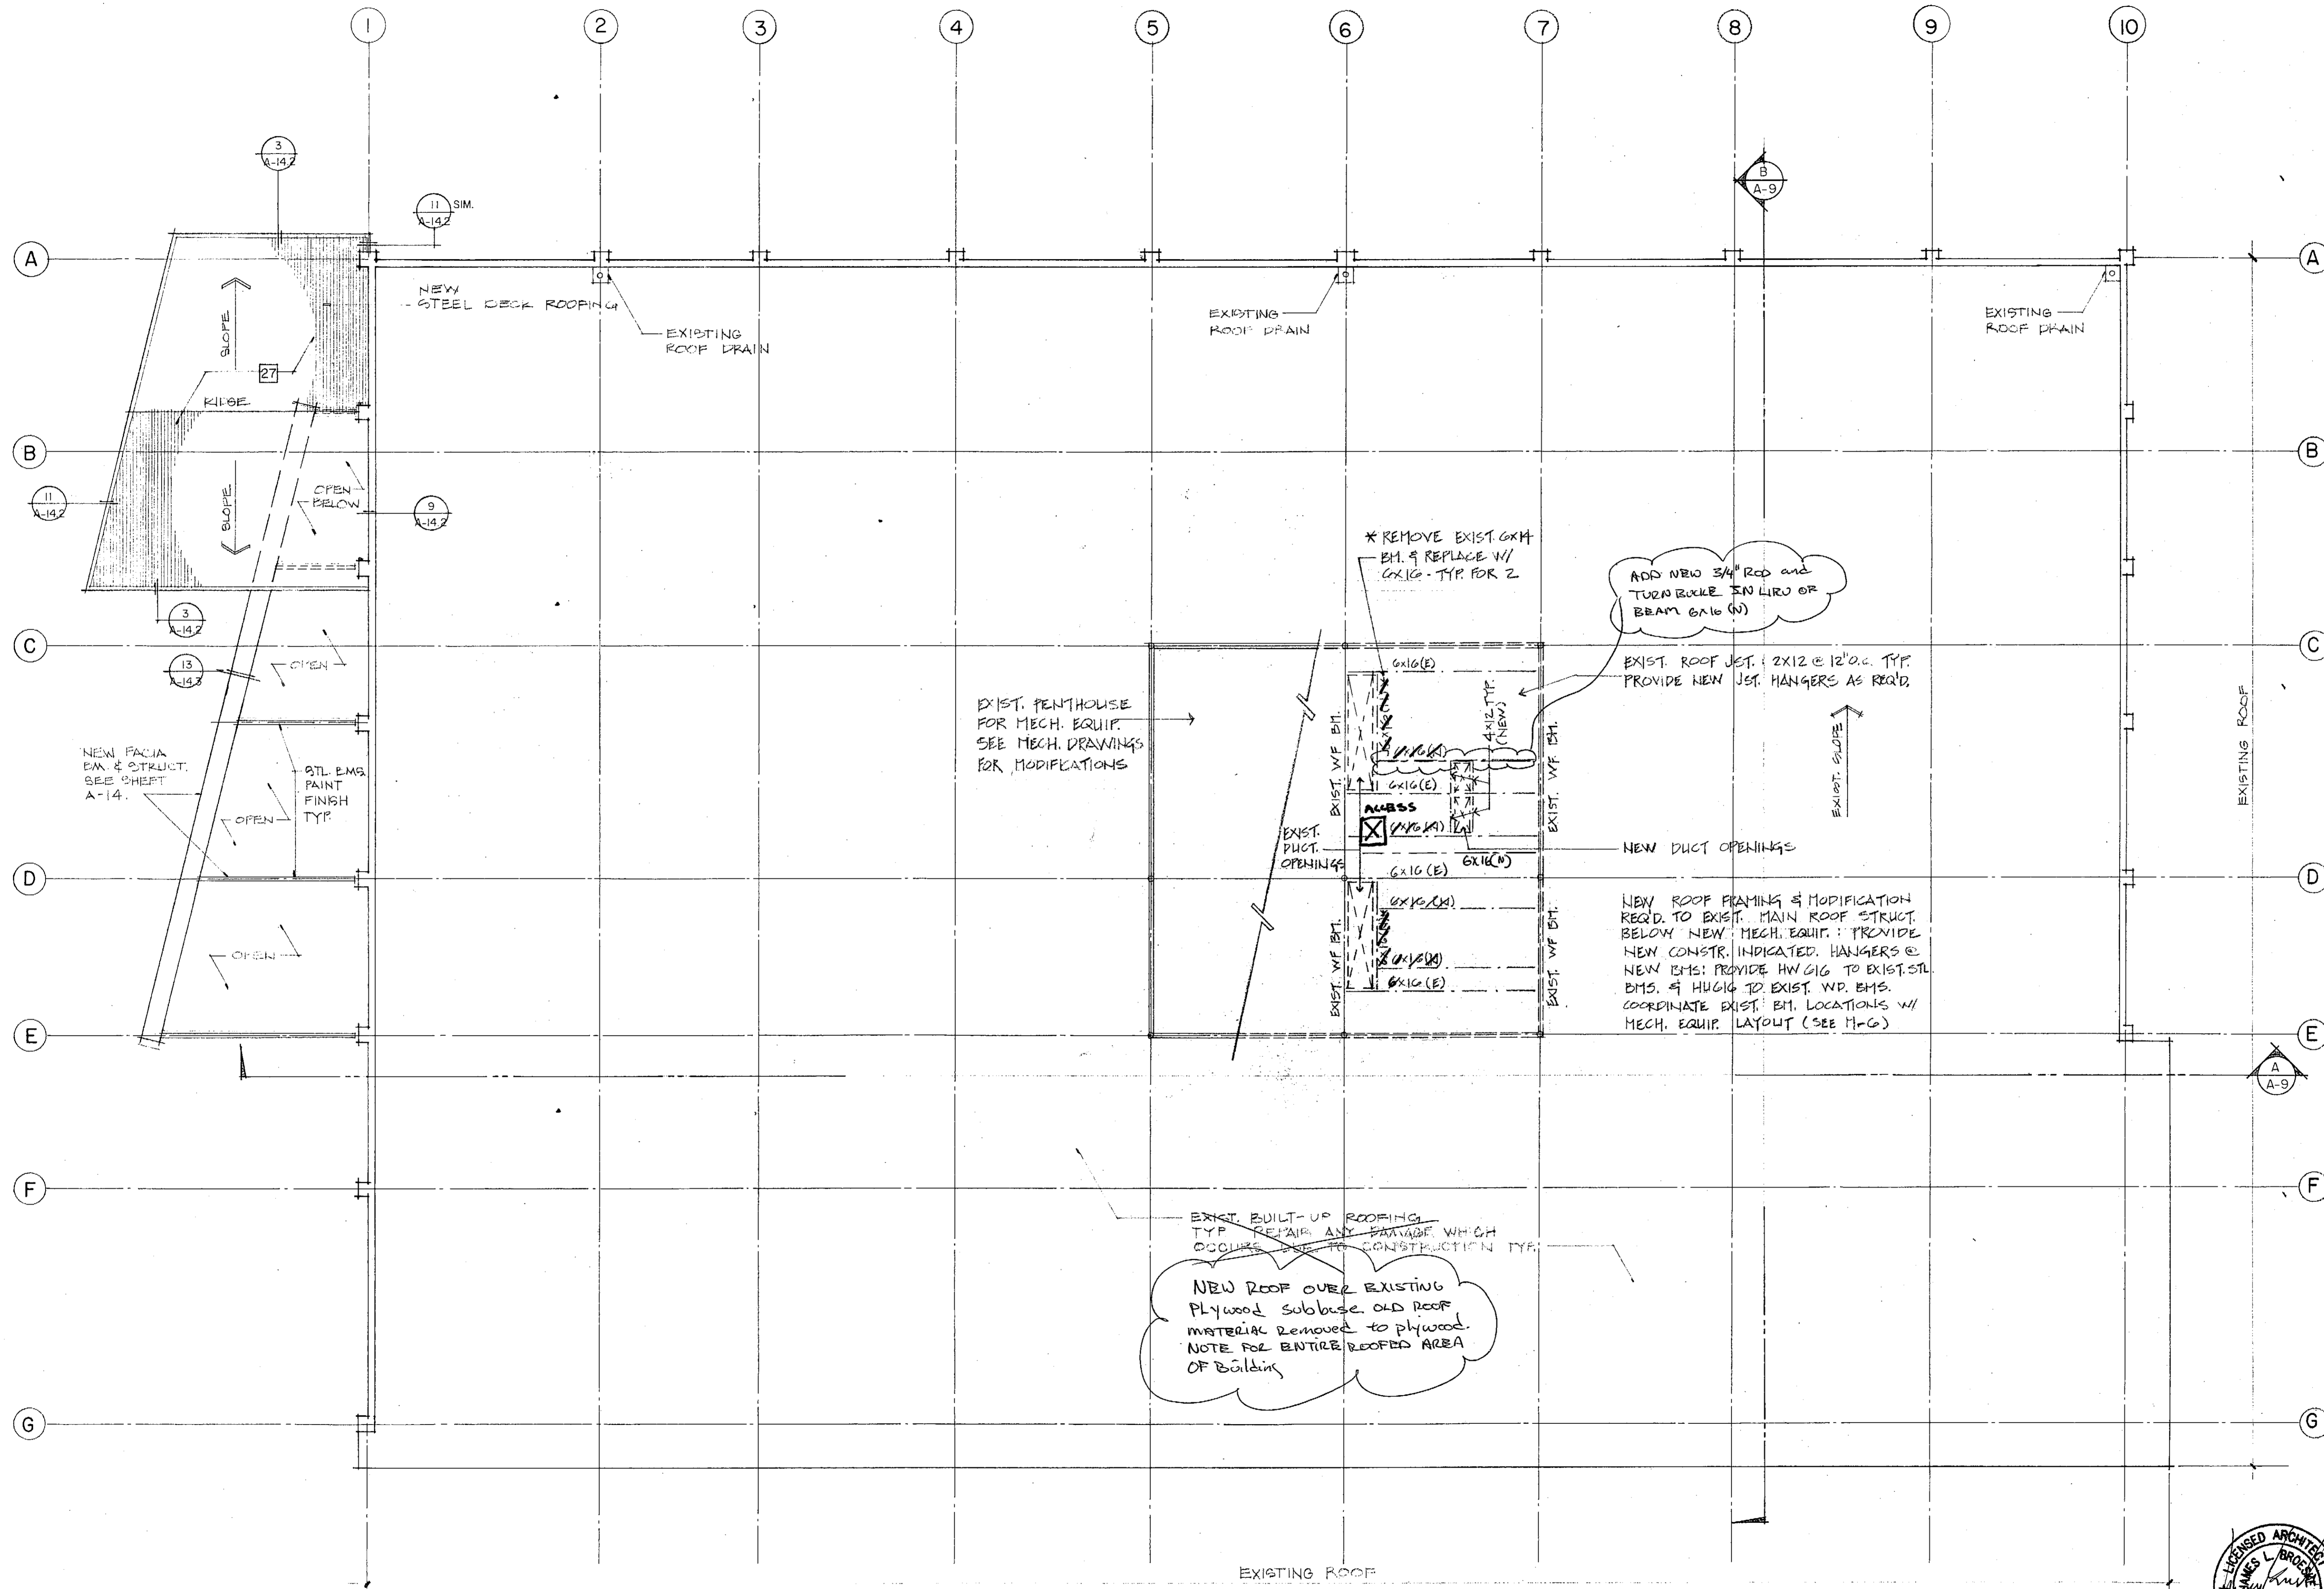 1
2
3
4
5
6
7
8
9
10
3
A-14.2
11
A-14.2
SIM.
B
A-9
A
A
NEW
STEEL DECK ROOFING
EXISTING
ROOF DRAIN
EXISTING
ROOF DRAIN
EXISTING
ROOF DRAIN
SLOPE
27
RIDGE
B
B
SLOPE
OPEN
BELOW
11
A-14.2
9
A-14.2
* REMOVE EXIST. 6X14
BM. & REPLACE W/
6X16 - TYP. FOR 2
ADD NEW 3/4" ROD and
TURN BUCKE IN LIRU OF
BEAM 6X16 (N)
3
A-14.2
C
C
13
A-14.3
OPEN
6X16(E)
EXIST. ROOF JST. : 2X12 @ 12" O.C. TYP.
PROVIDE NEW JST. HANGERS AS REQ'D.
EXIST. PENTHOUSE
FOR MECH. EQUIP.
SEE MECH. DRAWINGS
FOR MODIFICATIONS
4X12 TYP.
(NEW)
EXIST. WF BM.
EXIST. WF BM.
EXIST. SLOPE
EXISTING ROOF
NEW FACIA
BM. & STRUCT.
SEE SHEET
A-14.
STL. BMS.
PAINT
FINISH
TYP.
OPEN
6X16(E)
ACCESS
6X16(N)
EXIST.
DUCT
OPENINGS
6X16(N)
NEW DUCT OPENINGS
6X16 (E)
D
D
6X16(N)
EXIST. WF BM.
EXIST. WF BM.
6X16(N)
6X16(E)
NEW ROOF FRAMING & MODIFICATION
REQ'D. TO EXIST. MAIN ROOF STRUCT.
BELOW NEW MECH. EQUIP. : PROVIDE
NEW CONSTR. INDICATED. HANGERS @
NEW BMS: PROVIDE HW 616 TO EXIST. STL.
BMS. & HU616 TO EXIST. WD. BMS.
COORDINATE EXIST. BM. LOCATIONS W/
MECH. EQUIP. LAYOUT (SEE M-6)
OPEN
E
E
A
A-9
F
F
EXIST. BUILT-UP ROOFING
TYP REPAIR ANY DAMAGE WHICH
OCCURS DUE TO CONSTRUCTION TYP.
NEW ROOF OVER EXISTING
PLywood subbase OLD ROOF
MATERIAL Removed to plywood.
NOTE FOR ENTIRE ROOFED AREA
OF Building
G
G
EXISTING ROOF
LICENSED ARCHITECT
JAMES L.